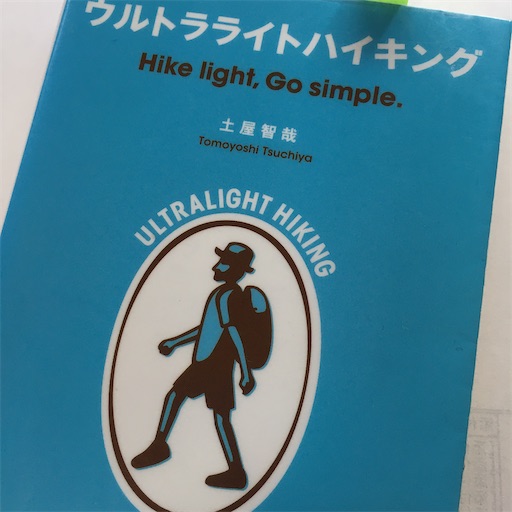 ウルトラライトハイキング
Hike light, Go simple.
土屋智哉
Tomoyoshi Tsuchiya
ULTRALIGHT HIKING